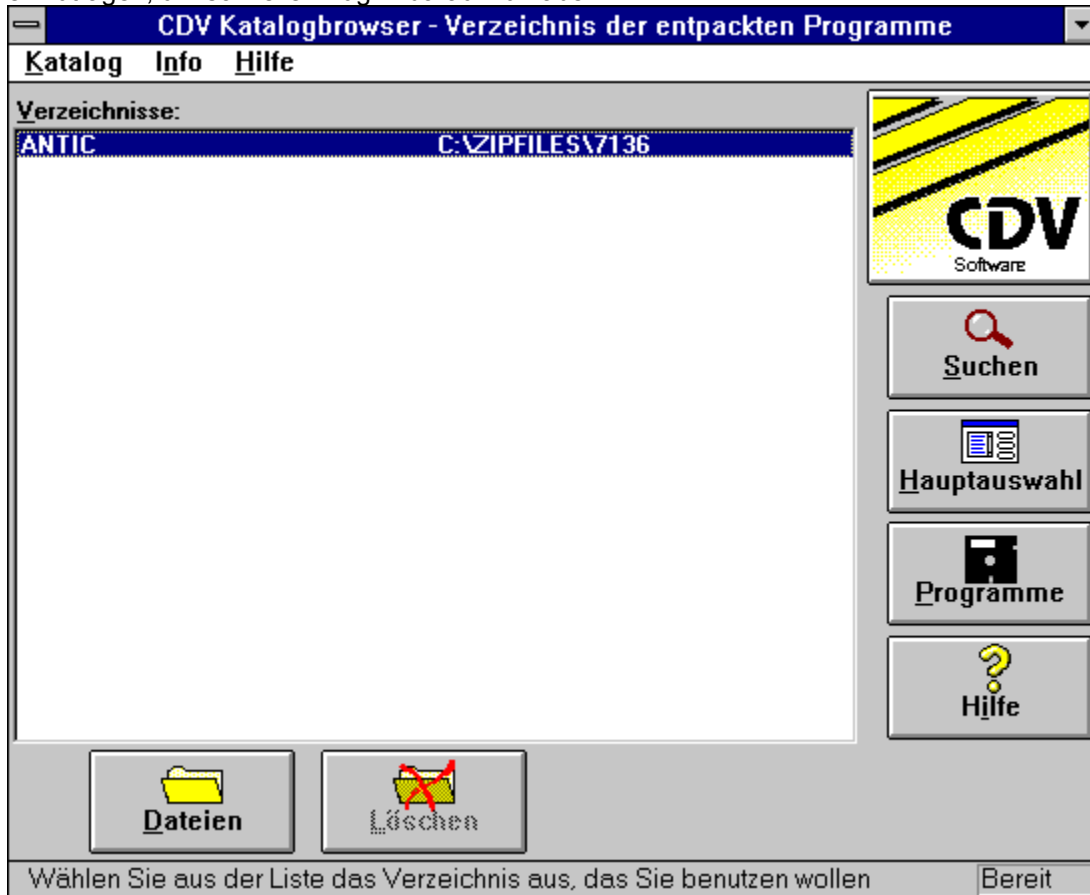 CDV Katalogbrowser - Verzeichnis der entpackten Programme
Katalog Info Hilfe
Verzeichnisse:
ANTIC C:\ZIPFILES\7136
CDV
Software
Suchen
Hauptauswahl
Programme
Hilfe
Dateien
Löschen
Wählen Sie aus der Liste das Verzeichnis aus, das Sie benutzen wollen
Bereit